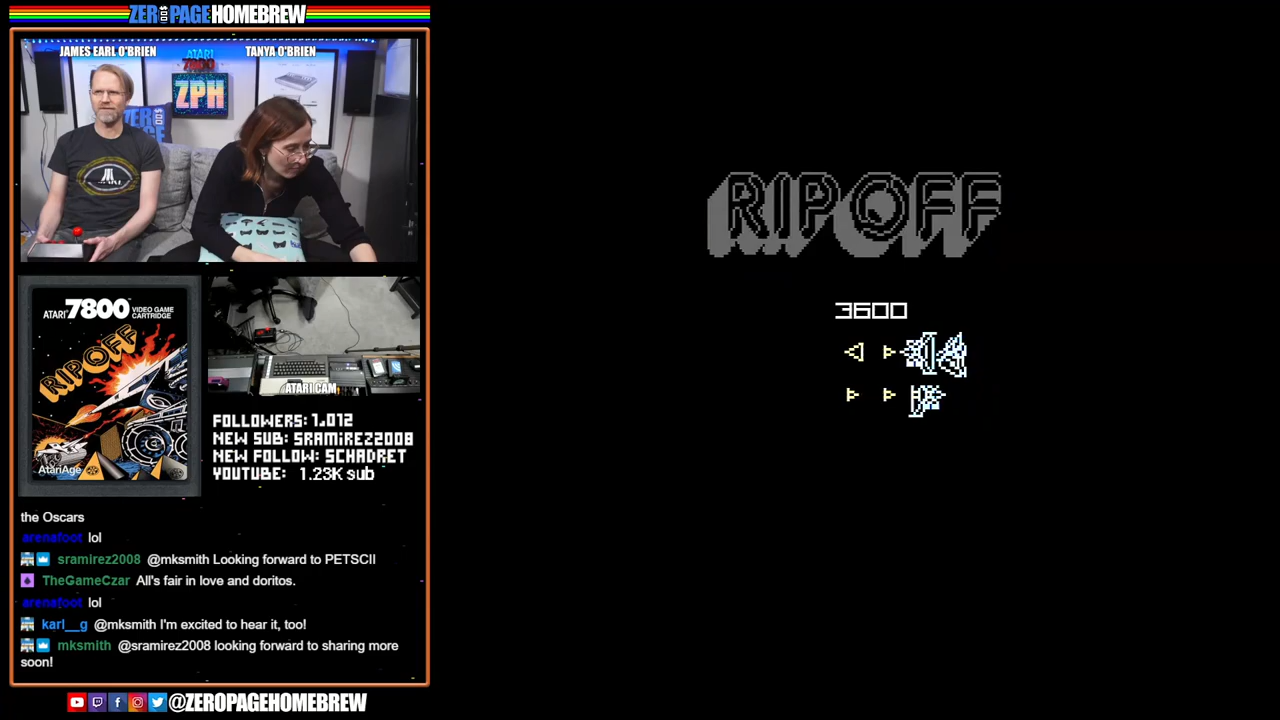 ZERO PAGE HOMEBREW
JAMES EARL O'BRIEN
TANYA O'BRIEN
ATARI
ZPH
ATARI 7800 VIDEO GAME CARTRIDGE
RIPOFF
AtariAge
ATARI CAM
FOLLOWERS: 1,012
NEW SUB: SRAMIREZ2008
NEW FOLLOW: SCHADRET
YOUTUBE: 1.23K sub
the Oscars
arenafoot lol
sramirez2008 @mksmith Looking forward to PETSCII
TheGameCzar All's fair in love and doritos.
arenafoot lol
karl__g @mksmith I'm excited to hear it, too!
mksmith @sramirez2008 looking forward to sharing more
soon!
@ZEROPAGEHOMEBREW
RIPOFF
3600